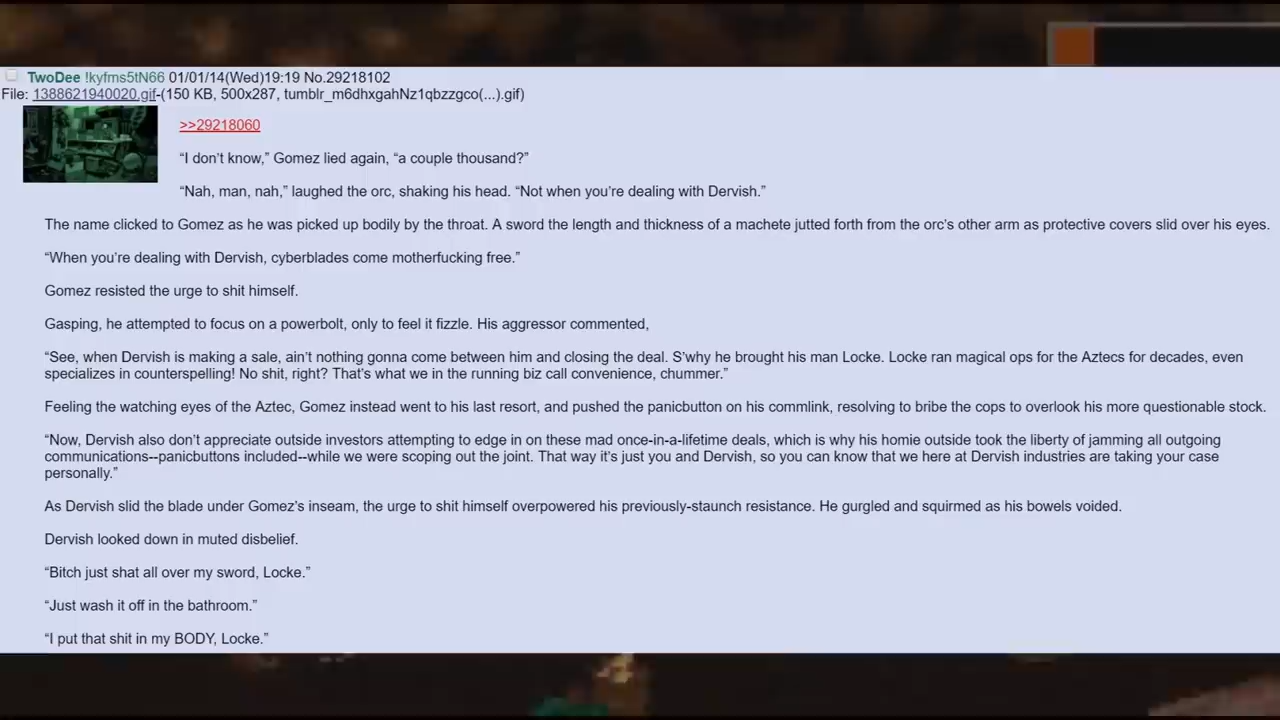 TwoDee !kyfms5tN66 01/01/14(Wed)19:19 No.29218102
File: 1388621940020.gif-(150 KB, 500x287, tumblr_m6dhxgahNz1qbzzgco(...).gif)
>>29218060
“I don’t know,” Gomez lied again, “a couple thousand?”
“Nah, man, nah,” laughed the orc, shaking his head. “Not when you’re dealing with Dervish.”
The name clicked to Gomez as he was picked up bodily by the throat. A sword the length and thickness of a machete jutted forth from the orc’s other arm as protective covers slid over his eyes.
“When you’re dealing with Dervish, cyberblades come motherfucking free.”
Gomez resisted the urge to shit himself.
Gasping, he attempted to focus on a powerbolt, only to feel it fizzle. His aggressor commented,
“See, when Dervish is making a sale, ain’t nothing gonna come between him and closing the deal. S’why he brought his man Locke. Locke ran magical ops for the Aztecs for decades, even
specializes in counterspelling! No shit, right? That’s what we in the running biz call convenience, chummer.”
Feeling the watching eyes of the Aztec, Gomez instead went to his last resort, and pushed the panicbutton on his commlink, resolving to bribe the cops to overlook his more questionable stock.
“Now, Dervish also don’t appreciate outside investors attempting to edge in on these mad once-in-a-lifetime deals, which is why his homie outside took the liberty of jamming all outgoing
communications--panicbuttons included--while we were scoping out the joint. That way it’s just you and Dervish, so you can know that we here at Dervish industries are taking your case
personally.”
As Dervish slid the blade under Gomez’s inseam, the urge to shit himself overpowered his previously-staunch resistance. He gurgled and squirmed as his bowels voided.
Dervish looked down in muted disbelief.
“Bitch just shat all over my sword, Locke.”
“Just wash it off in the bathroom.”
“I put that shit in my BODY, Locke.”